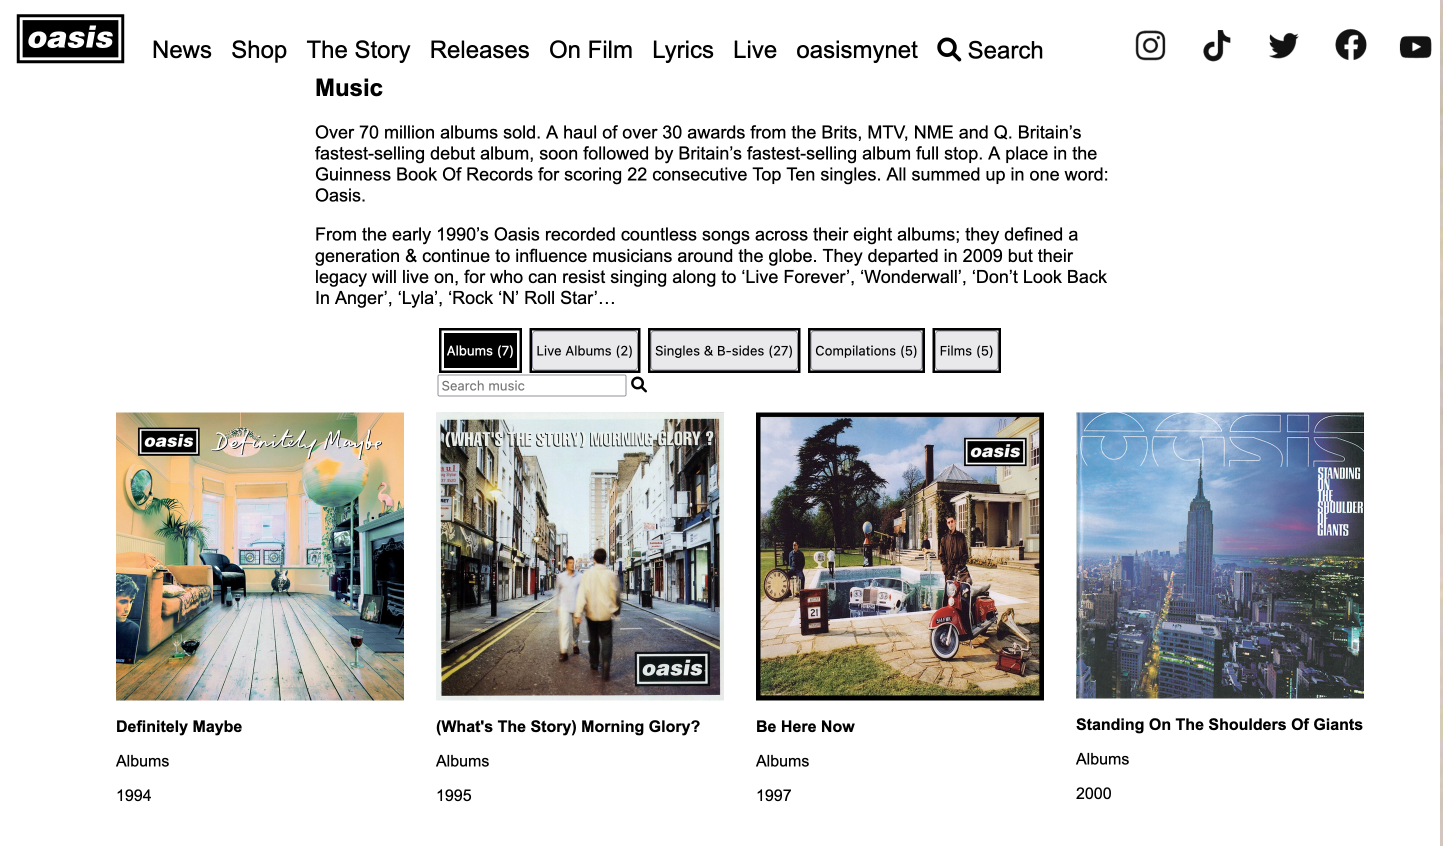 oasis
News Shop The Story Releases On Film Lyrics Live oasismynet Search
Music
Over 70 million albums sold. A haul of over 30 awards from the Brits, MTV, NME and Q. Britain’s
fastest-selling debut album, soon followed by Britain’s fastest-selling album full stop. A place in the
Guinness Book Of Records for scoring 22 consecutive Top Ten singles. All summed up in one word:
Oasis.
From the early 1990’s Oasis recorded countless songs across their eight albums; they defined a
generation & continue to influence musicians around the globe. They departed in 2009 but their
legacy will live on, for who can resist singing along to ‘Live Forever’, ‘Wonderwall’, ‘Don’t Look Back
In Anger’, ‘Lyla’, ‘Rock ‘N’ Roll Star’…
Albums (7) Live Albums (2) Singles & B-sides (27) Compilations (5) Films (5)
Search music
oasis Definitely Maybe
(WHAT'S THE STORY) MORNING GLORY ?
oasis
oasis
21
oasis
STANDING
ON
THE
SHOULDER
OF
GIANTS
Definitely Maybe
Albums
1994
(What's The Story) Morning Glory?
Albums
1995
Be Here Now
Albums
1997
Standing On The Shoulders Of Giants
Albums
2000